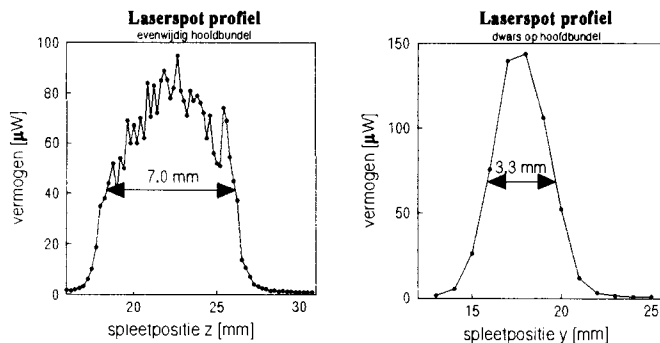 Laserspot profiel
evenwijdig hoofdbundel
vermogen [µW]
100
80
60
40
20
0
7.0 mm
20
25
30
spleetpositie z [mm]
Laserspot profiel
dwars op hoofdbundel
vermogen [µW]
150
100
50
0
3.3 mm
15
20
25
spleetpositie y [mm]